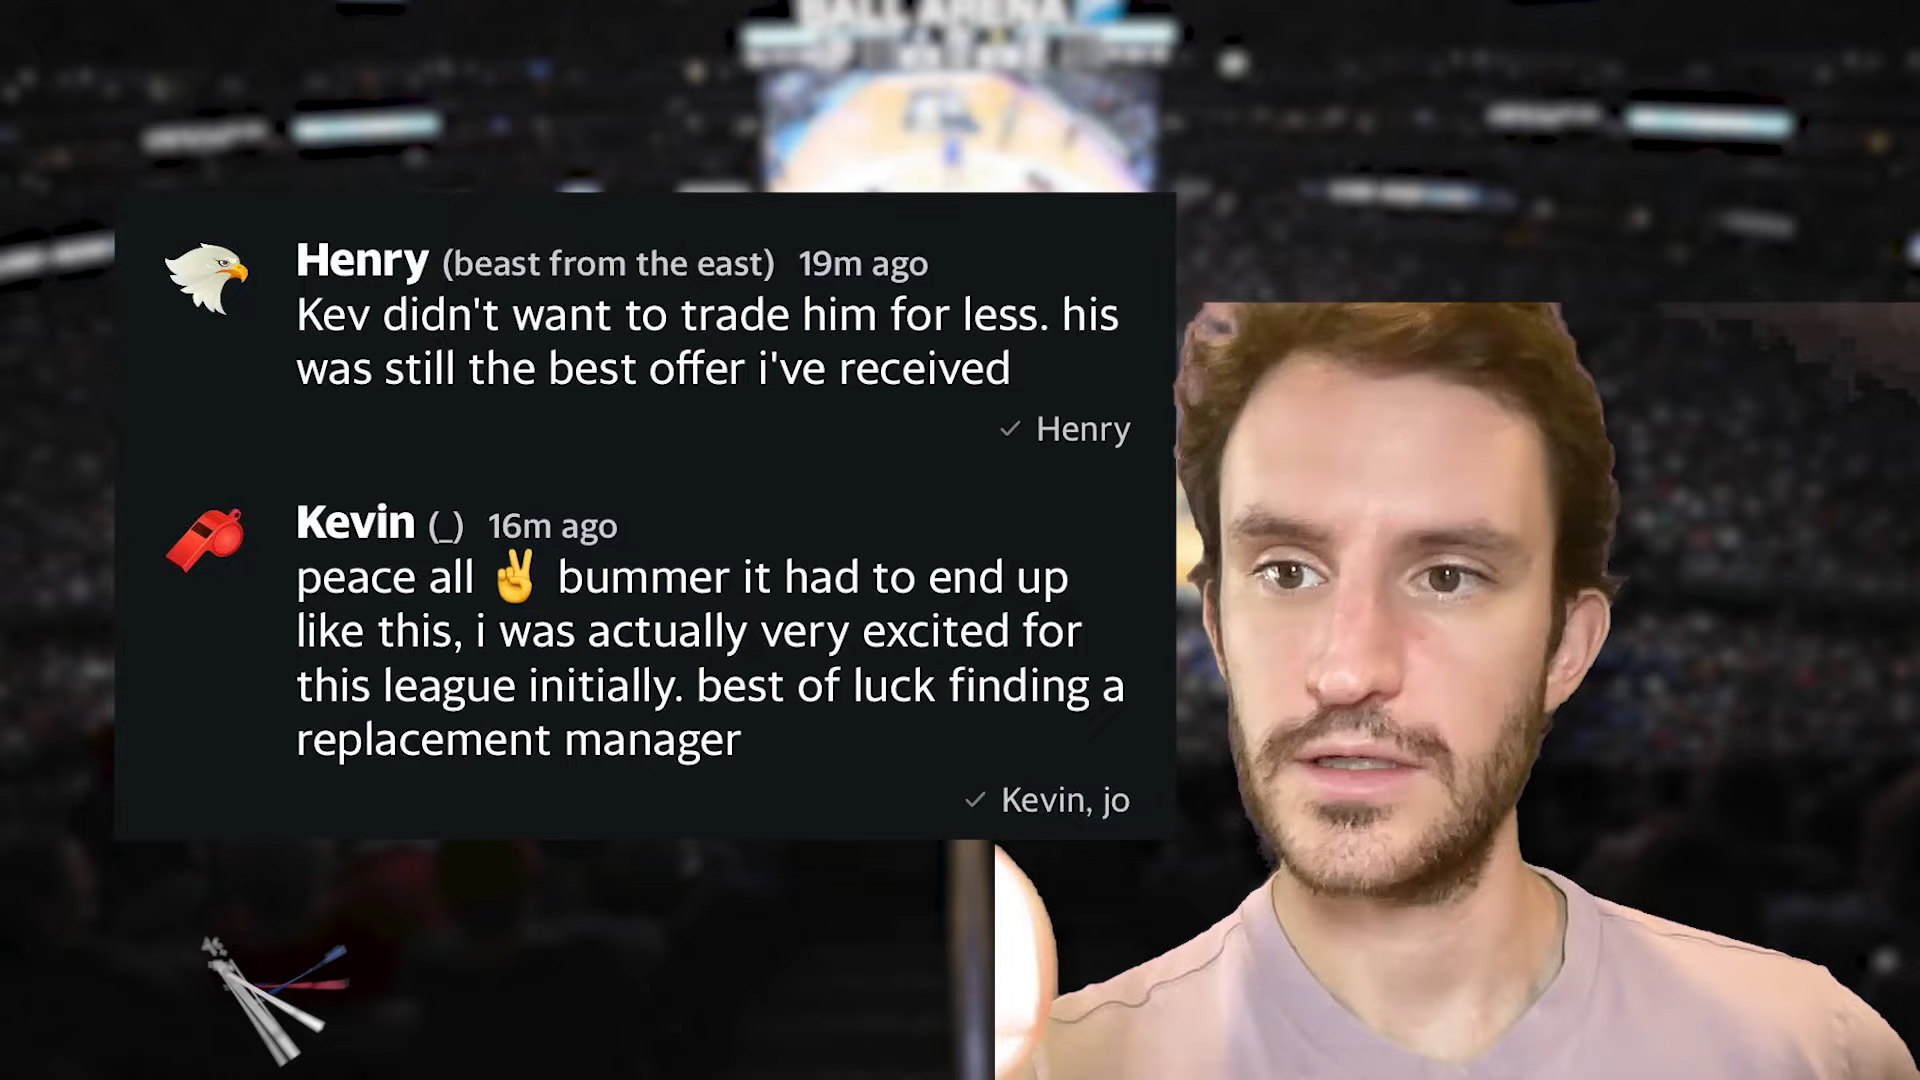 BALL ARENA
Henry (beast from the east) 19m ago
Kev didn't want to trade him for less. his
was still the best offer i've received
✓ Henry
Kevin (_) 16m ago
peace all ✌️ bummer it had to end up
like this, i was actually very excited for
this league initially. best of luck finding a
replacement manager
✓ Kevin, jo